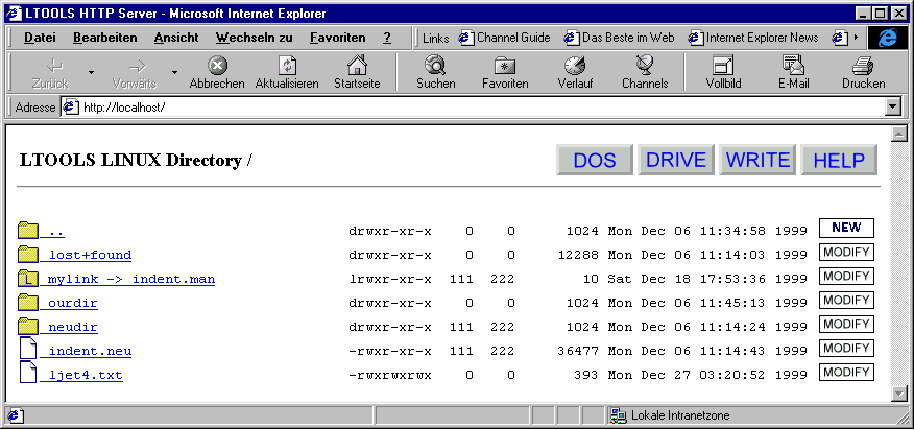 LTOOLS HTTP Server - Microsoft Internet Explorer
Datei Bearbeiten Ansicht Wechseln zu Favoriten ? Links Channel Guide Das Beste im Web Internet Explorer News
Zurück Vorwärts Abbrechen Aktualisieren Startseite Suchen Favoriten Verlauf Channels Vollbild E-Mail Drucken
Adresse http://localhost/
LTOOLS LINUX Directory / DOS DRIVE WRITE HELP
.. drwxr-xr-x 0 0 1024 Mon Dec 06 11:34:58 1999 NEW
lost+found drwxr-xr-x 0 0 12288 Mon Dec 06 11:14:03 1999 MODIFY
L mylink -> indent.man lrwxr-xr-x 111 222 10 Sat Dec 18 17:53:36 1999 MODIFY
ourdir drwxr-xr-x 0 0 1024 Mon Dec 06 11:45:13 1999 MODIFY
neudir drwxr-xr-x 111 222 1024 Mon Dec 06 11:14:24 1999 MODIFY
indent.neu -rwxr-xr-x 111 222 36477 Mon Dec 06 11:14:43 1999 MODIFY
ljet4.txt -rwxrwxrwx 0 0 393 Mon Dec 27 03:20:52 1999 MODIFY
Lokale Intranetzone